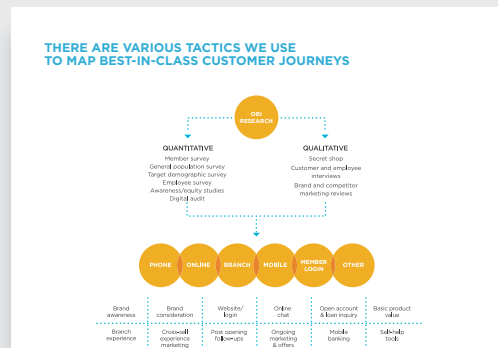 THERE ARE VARIOUS TACTICS WE USE
TO MAP BEST-IN-CLASS CUSTOMER JOURNEYS
OBI
RESEARCH
QUANTITATIVE
Member survey
General population survey
Target demographic survey
Employee survey
Awareness/equity studies
Digital audit
QUALITATIVE
Secret shop
Customer and employee
interviews
Brand and competitor
marketing reviews
PHONE
ONLINE
BRANCH
MOBILE
MEMBER
LOGIN
OTHER
Brand
awareness
Brand
consideration
Website/
login
Online
chat
Open account
& loan inquiry
Basic product
value
Branch
experience
Cross-sell
experience
marketing
Post opening
follow-ups
Ongoing
marketing
& offers
Mobile
banking
Self-help
tools